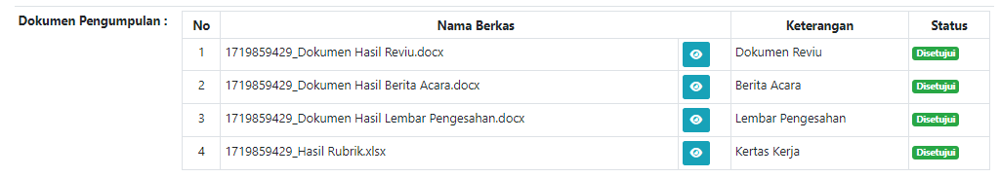 Dokumen Pengumpulan :
No Nama Berkas Keterangan Status
1 1719859429_Dokumen Hasil Reviu.docx Dokumen Reviu Disetujui
2 1719859429_Dokumen Hasil Berita Acara.docx Berita Acara Disetujui
3 1719859429_Dokumen Hasil Lembar Pengesahan.docx Lembar Pengesahan Disetujui
4 1719859429_Hasil Rubrik.xlsx Kertas Kerja Disetujui